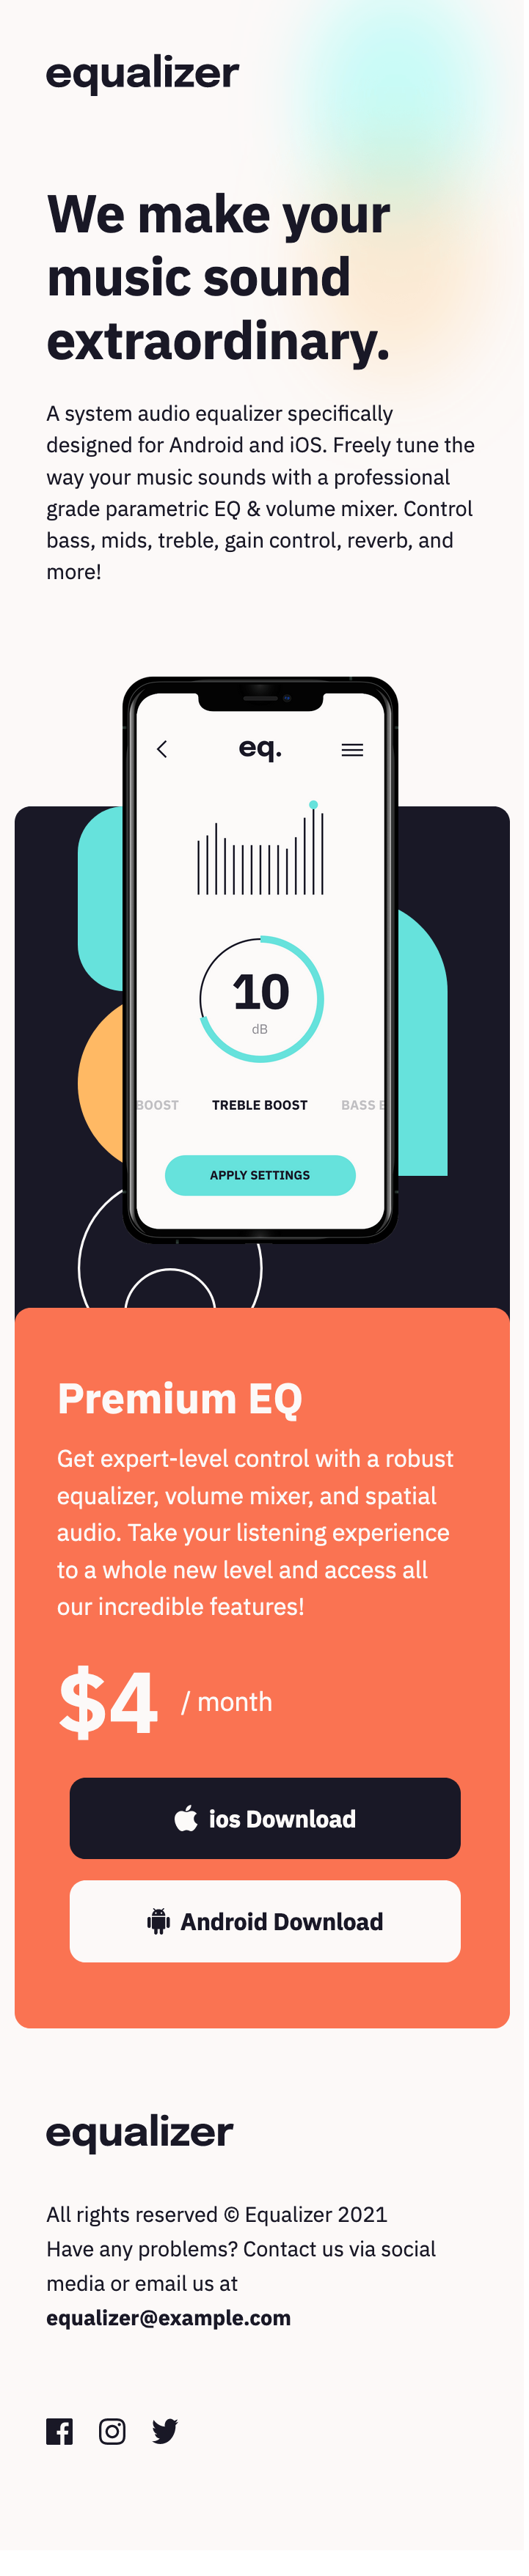 equalizer
We make your
music sound
extraordinary.
A system audio equalizer specifically
designed for Android and iOS. Freely tune the
way your music sounds with a professional
grade parametric EQ & volume mixer. Control
bass, mids, treble, gain control, reverb, and
more!
eq.
10
dB
BOOST TREBLE BOOST BASS
APPLY SETTINGS
Premium EQ
Get expert-level control with a robust
equalizer, volume mixer, and spatial
audio. Take your listening experience
to a whole new level and access all
our incredible features!
$4 / month
ios Download
Android Download
equalizer
All rights reserved © Equalizer 2021
Have any problems? Contact us via social
media or email us at
equalizer@example.com